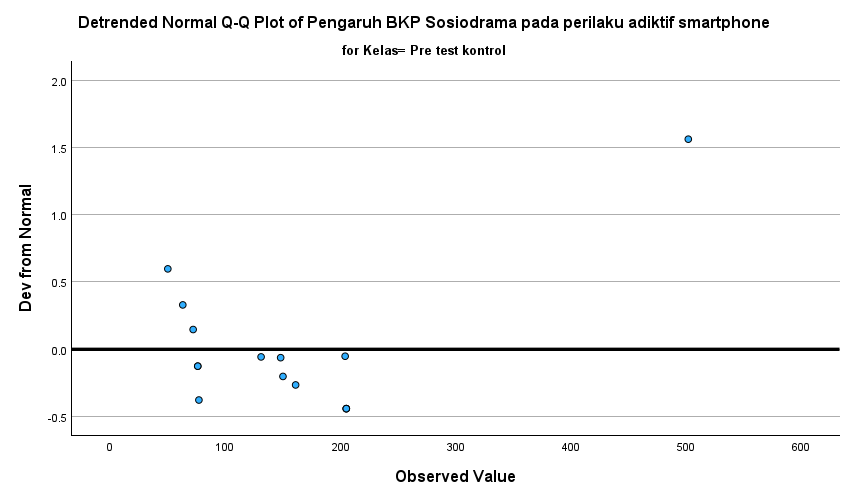 Detrended Normal Q-Q Plot of Pengaruh BKP Sosiodrama pada perilaku adiktif smartphone
for Kelas= Pre test kontrol
Dev from Normal
2.0
1.5
1.0
0.5
0.0
-0.5
0 100 200 300 400 500 600
Observed Value